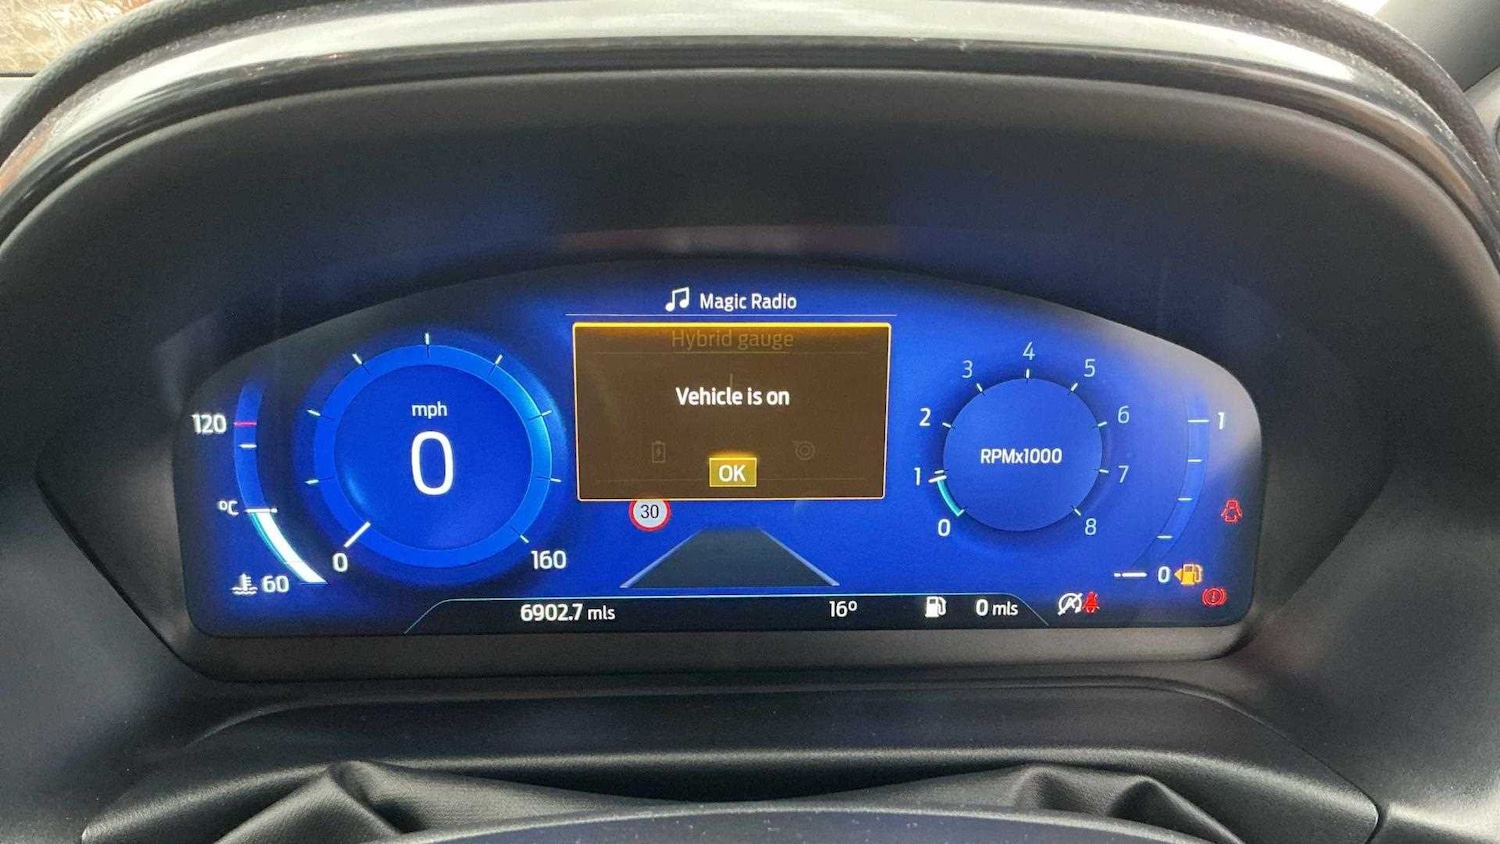 Magic Radio
Hybrid gauge
Vehicle is on
OK
30
120
°C
60
mph
0
0
160
RPMx1000
0
1
2
3
4
5
6
7
8
1
0
6902.7 mls
16°
0 mls